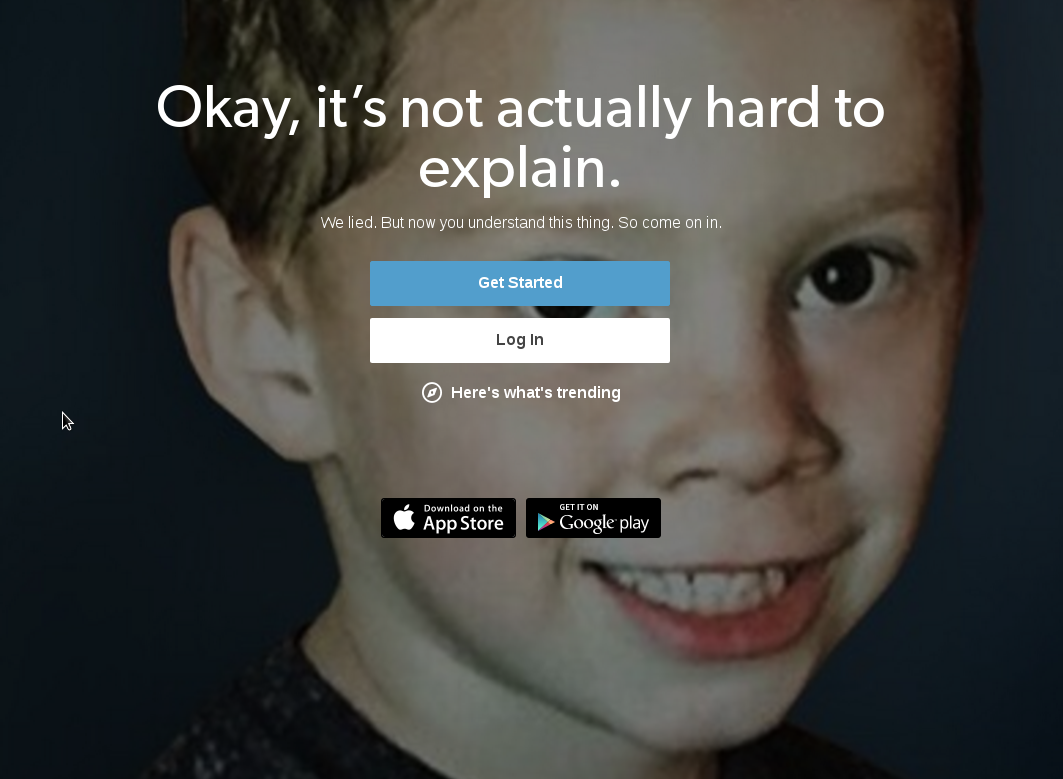 Okay, it’s not actually hard to
explain.
We lied. But now you understand this thing. So come on in.
Get Started
Log In
Here's what's trending
Download on the
App Store
GET IT ON
Google play